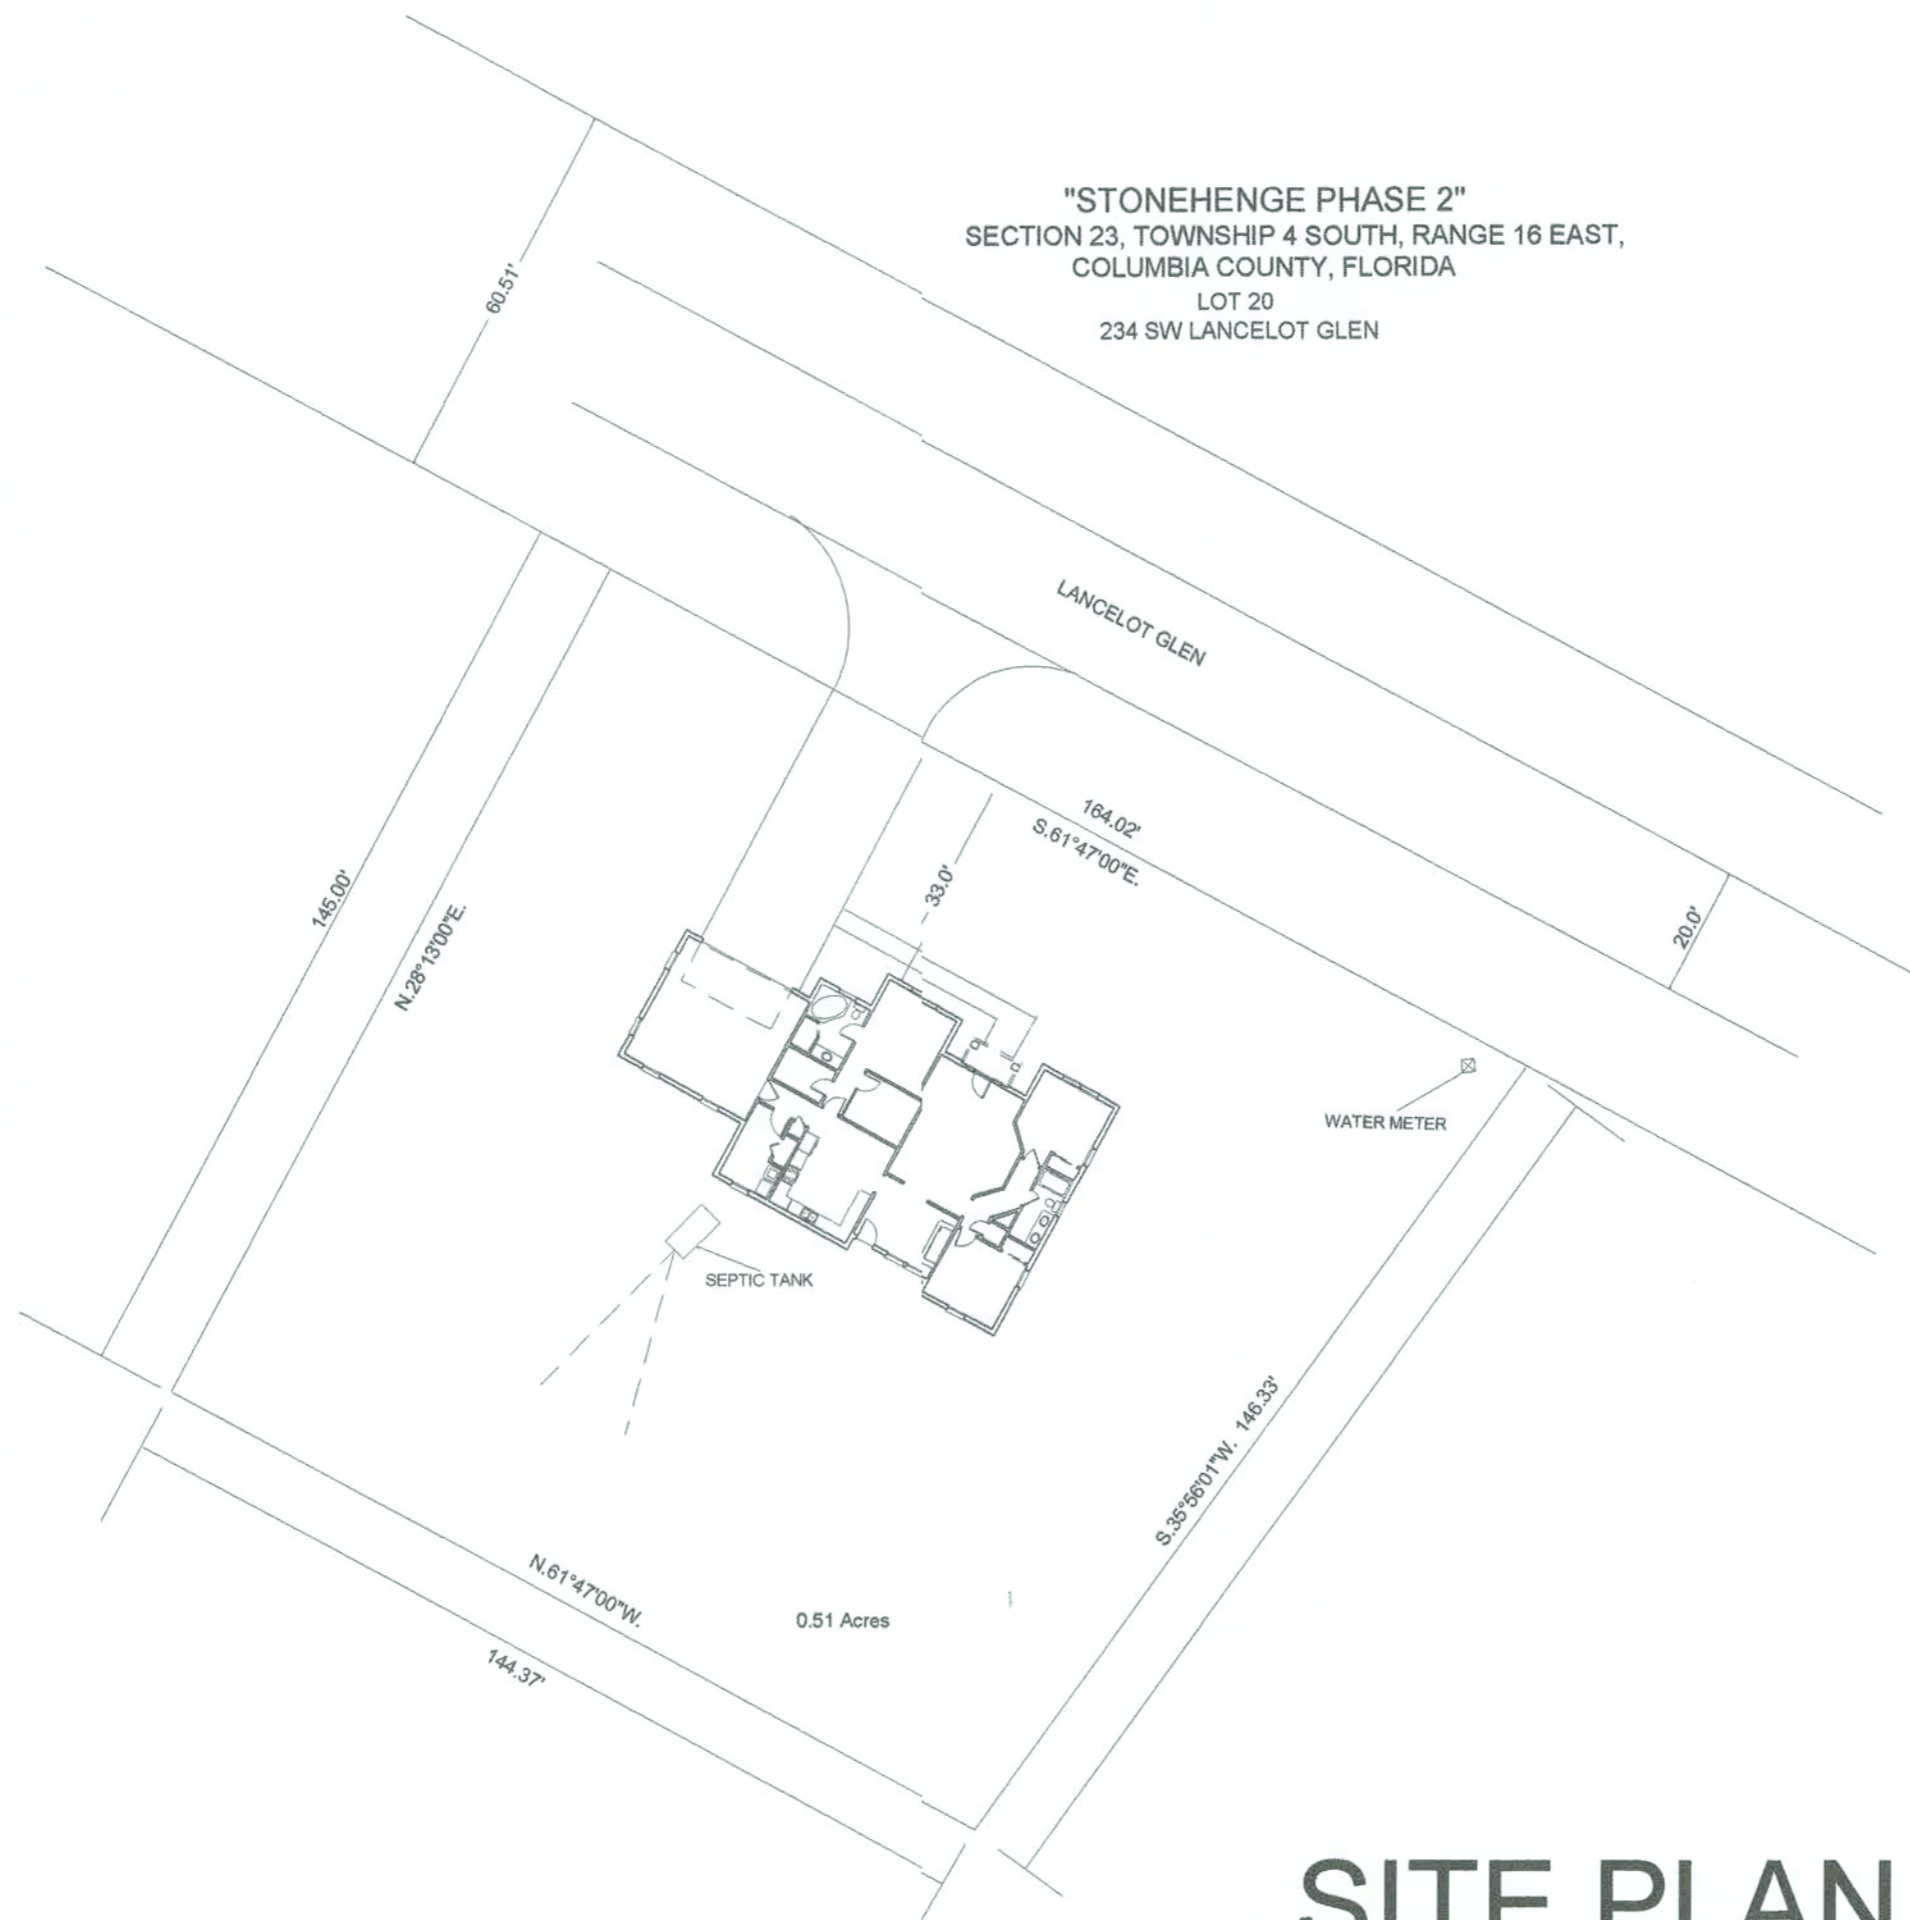 "STONEHENGE PHASE 2"
SECTION 23, TOWNSHIP 4 SOUTH, RANGE 16 EAST,
COLUMBIA COUNTY, FLORIDA
LOT 20
234 SW LANCELOT GLEN
60.51'
LANCELOT GLEN
164.02'
S.61°47'00"E.
33.0'
145.00'
N.28°13'00"E.
20.0'
WATER METER
SEPTIC TANK
S.35°56'01"W. 146.33'
N.61°47'00"W.
0.51 Acres
144.37'
SITE PLAN